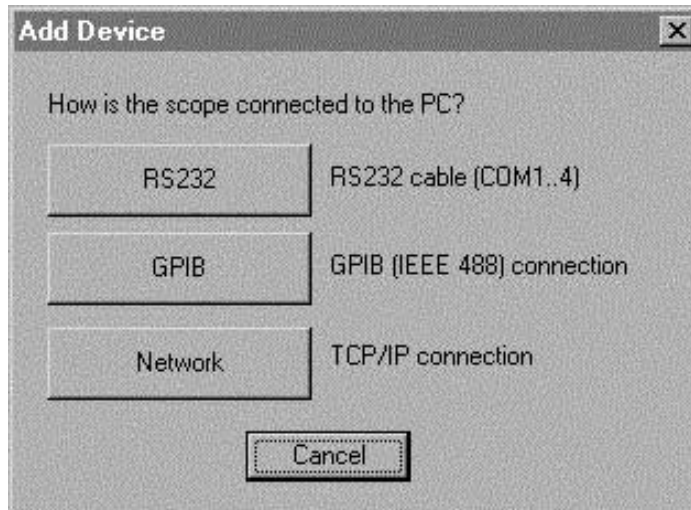 Add Device
How is the scope connected to the PC?
RS232 RS232 cable (COM1..4)
GPIB GPIB (IEEE 488) connection
Network TCP/IP connection
Cancel